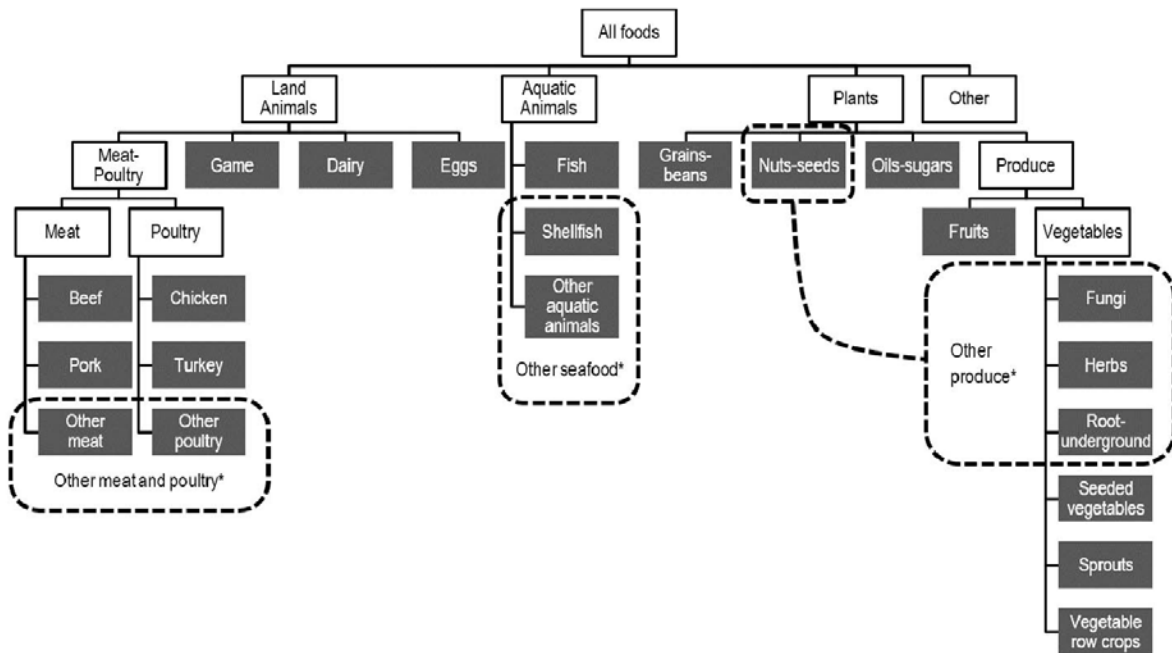 All foods
Land
Animals
Aquatic
Animals
Plants
Other
Meat-
Poultry
Game
Dairy
Eggs
Fish
Grains-
beans
Nuts-seeds
Oils-sugars
Produce
Meat
Poultry
Shellfish
Fruits
Vegetables
Beef
Chicken
Other
aquatic
animals
Fungi
Pork
Turkey
Other seafood*
Other
produce*
Herbs
Other
meat
Other
poultry
Root-
underground
Other meat and poultry*
Seeded
vegetables
Sprouts
Vegetable
row crops